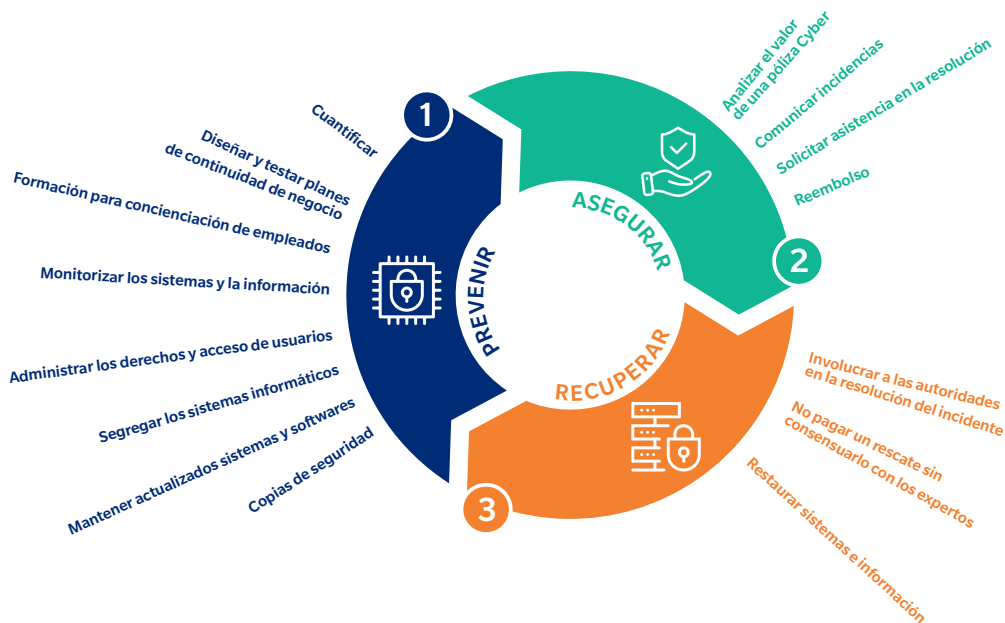 1
PREVENIR
Cuantificar
Diseñar y testar planes
de continuidad de negocio
Formación para concienciación de empleados
Monitorizar los sistemas y la información
Administrar los derechos y acceso de usuarios
Segregar los sistemas informáticos
Mantener actualizados sistemas y softwares
Copias de seguridad
2
ASEGURAR
Analizar el valor
de una póliza Cyber
Comunicar incidencias
Solicitar asistencia en la resolución
Reembolso
3
RECUPERAR
Involucrar a las autoridades
en la resolución del incidente
No pagar un rescate sin
consensuarlo con los expertos
Restaurar sistemas e información